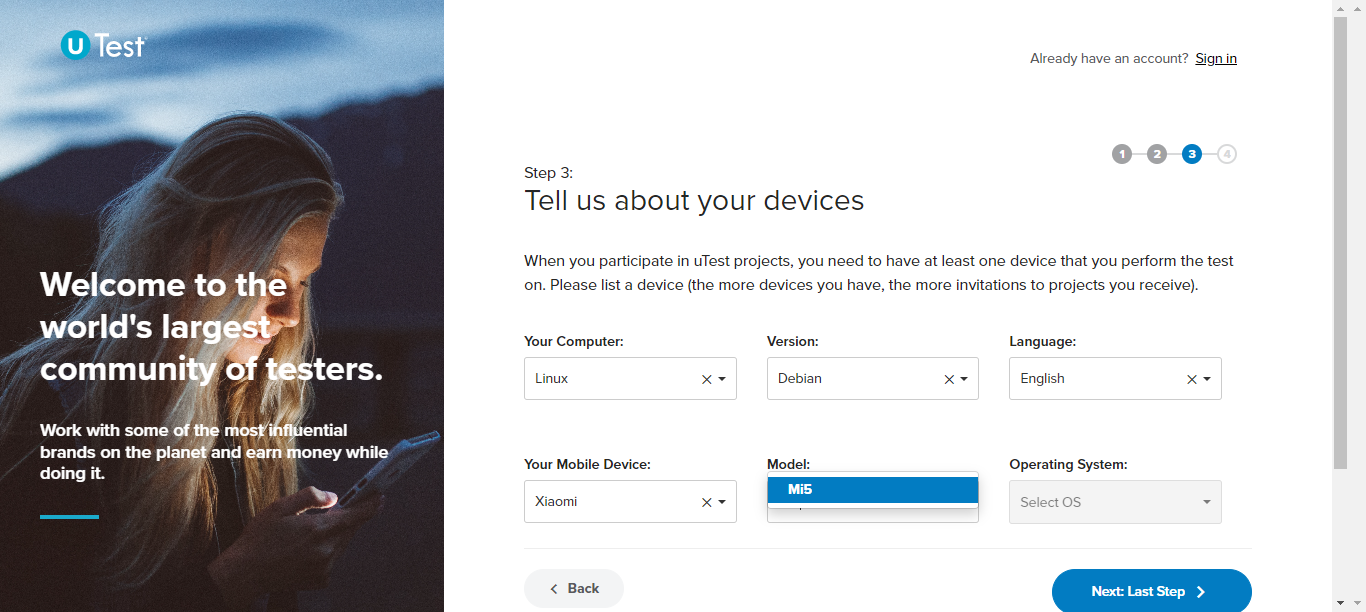 uTest
Already have an account? Sign in
1 2 3 4
Step 3:
Tell us about your devices
When you participate in uTest projects, you need to have at least one device that you perform the test
on. Please list a device (the more devices you have, the more invitations to projects you receive).
Welcome to the
world's largest
community of testers.
Work with some of the most influential
brands on the planet and earn money while
doing it.
Your Computer: Version: Language:
Linux Debian English
Your Mobile Device: Model: Operating System:
Xiaomi Mi5 Select OS
Back Next: Last Step